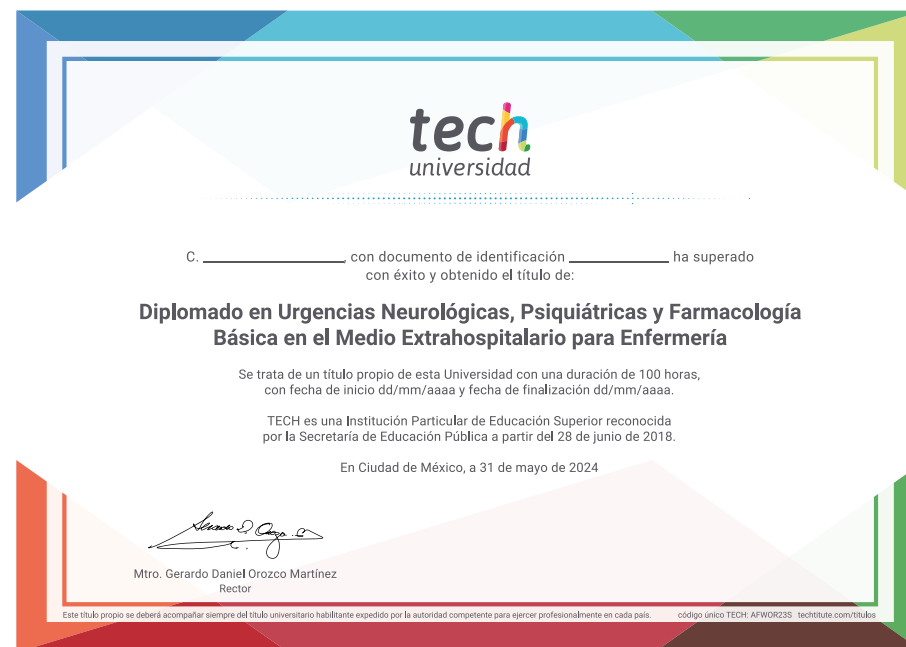 tech
universidad
C. ____________________, con documento de identificación ______________ ha superado
con éxito y obtenido el título de:
Diplomado en Urgencias Neurológicas, Psiquiátricas y Farmacología
Básica en el Medio Extrahospitalario para Enfermería
Se trata de un título propio de esta Universidad con una duración de 100 horas,
con fecha de inicio dd/mm/aaaa y fecha de finalización dd/mm/aaaa.
TECH es una Institución Particular de Educación Superior reconocida
por la Secretaría de Educación Pública a partir del 28 de junio de 2018.
En Ciudad de México, a 31 de mayo de 2024
Mtro. Gerardo Daniel Orozco Martínez
Rector
Este título propio se deberá acompañar siempre del título universitario habilitante expedido por la autoridad competente para ejercer profesionalmente en cada país. código único TECH: AFWOR23S techtitute.com/titulos